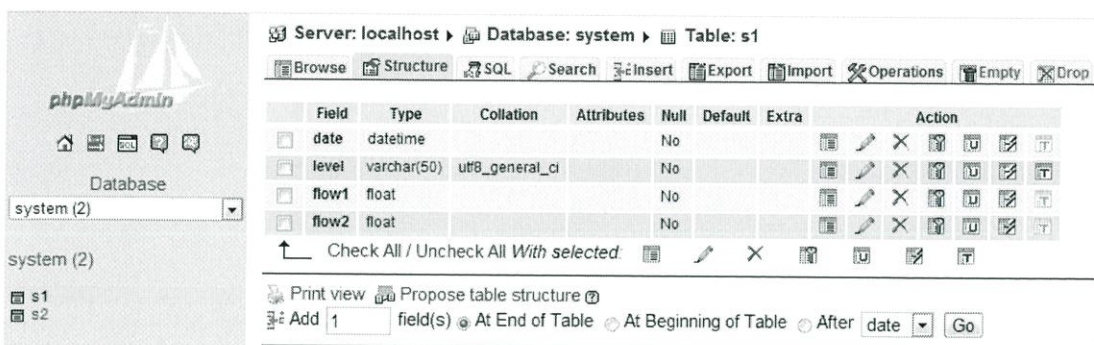 phpMyAdmin
SQL
Database
system (2)
system (2)
s1
s2
Server: localhost ▸ Database: system ▸ Table: s1
Browse Structure SQL Search Insert Export Import Operations Empty Drop
Field Type Collation Attributes Null Default Extra Action
date datetime No
level varchar(50) utf8_general_ci No
flow1 float No
flow2 float No
Check All / Uncheck All With selected:
Print view Propose table structure
Add 1 field(s) At End of Table At Beginning of Table After date Go